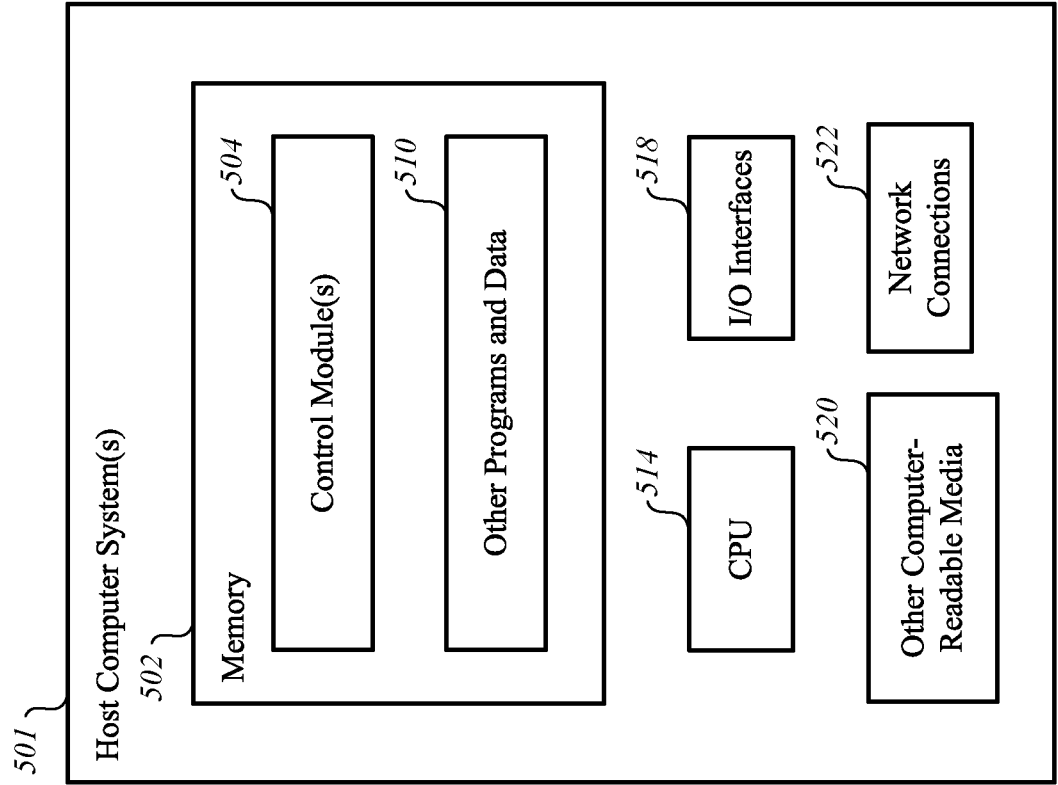 501
Host Computer System(s)
502
Memory
504
Control Module(s)
510
Other Programs and Data
514
CPU
518
I/O Interfaces
520
Other Computer-
Readable Media
522
Network
Connections